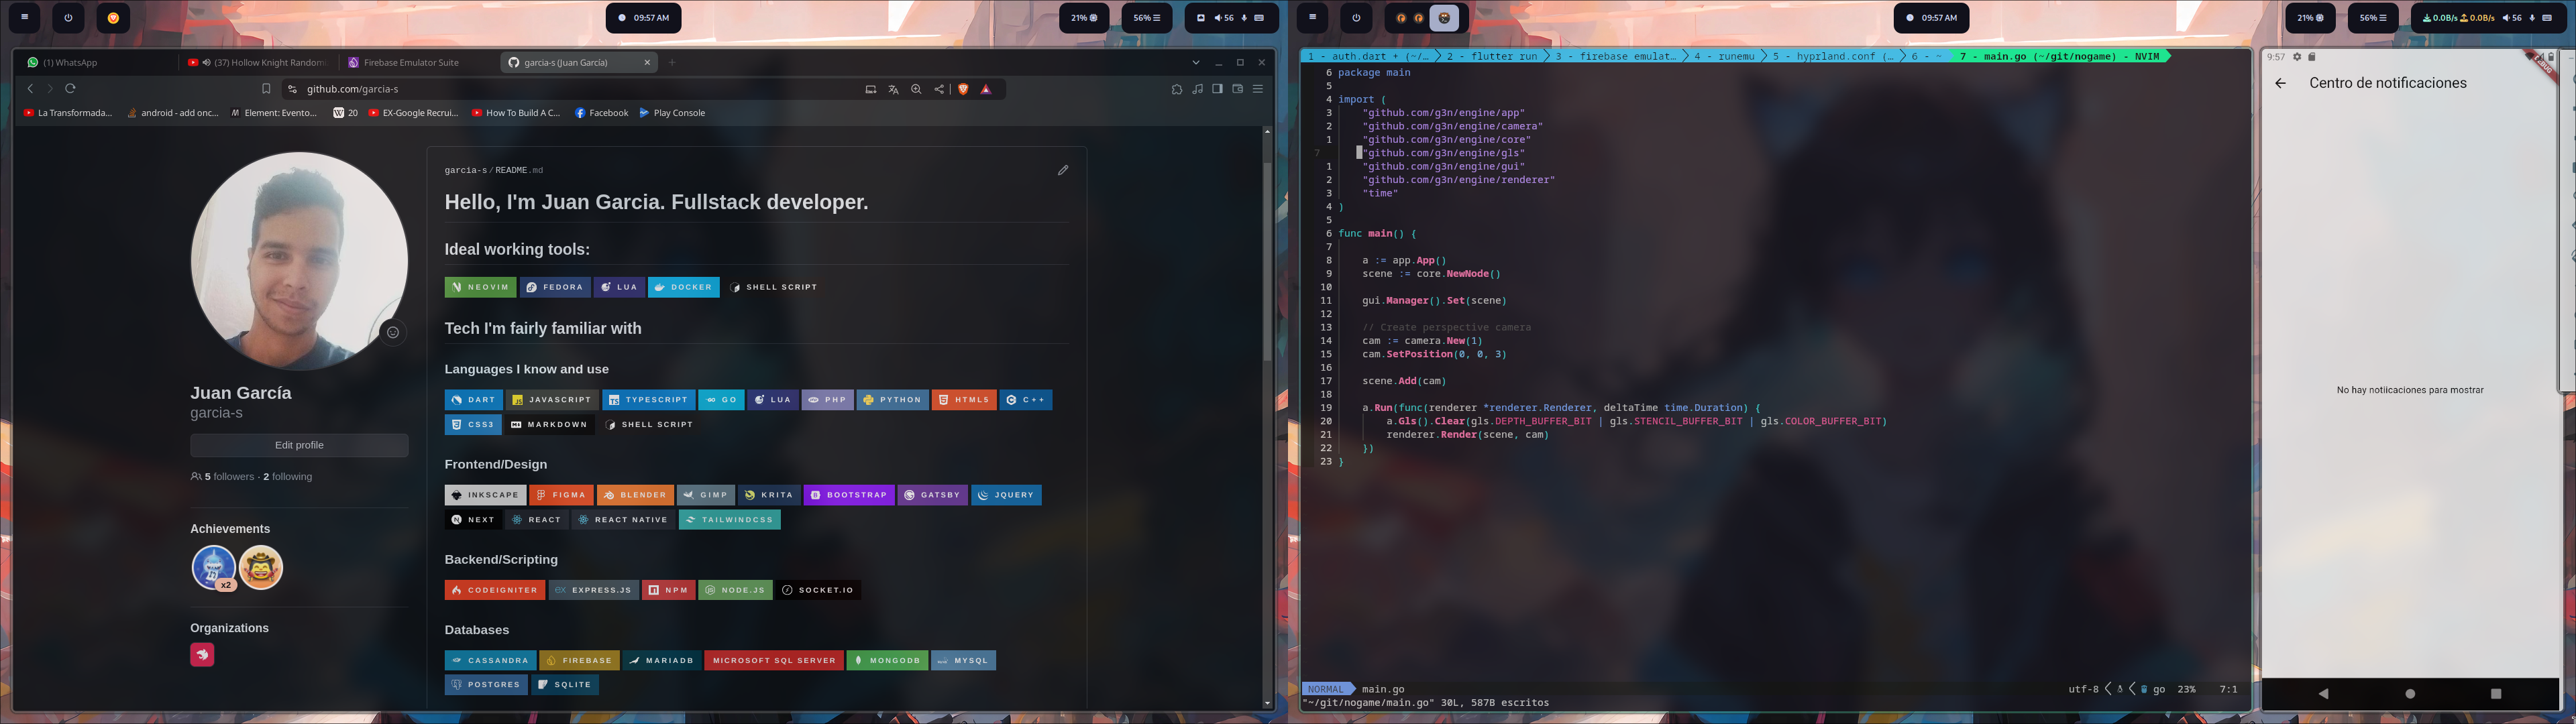 09:57 AM
21%
56%
56
(1) WhatsApp
(37) Hollow Knight Random
Firebase Emulator Suite
garcia-s (Juan García)
github.com/garcia-s
La Transformada...
android - add onc...
Element: Evento...
20
EX-Google Recrui...
How To Build A C...
Facebook
Play Console
Juan García
garcia-s
Edit profile
5 followers · 2 following
Achievements
x2
Organizations
garcia-s/README.md
Hello, I'm Juan Garcia. Fullstack developer.
Ideal working tools:
NEOVIM FEDORA LUA DOCKER SHELL SCRIPT
Tech I'm fairly familiar with
Languages I know and use
DART JAVASCRIPT TYPESCRIPT GO LUA PHP PYTHON HTML5 C++
CSS3 MARKDOWN SHELL SCRIPT
Frontend/Design
INKSCAPE FIGMA BLENDER GIMP KRITA BOOTSTRAP GATSBY JQUERY
NEXT REACT REACT NATIVE TAILWINDCSS
Backend/Scripting
CODEIGNITER EXPRESS.JS NPM NODE.JS SOCKET.IO
Databases
CASSANDRA FIREBASE MARIADB MICROSOFT SQL SERVER MONGODB MYSQL
POSTGRES SQLITE
09:57 AM
21%
56%
0.0B/s 0.0B/s 56
1 - auth.dart + (~/… 2 - flutter run 3 - firebase emulat… 4 - runemu 5 - hyprland.conf (… 6 - ~ 7 - main.go (~/git/nogame) - NVIM
6 package main
5
4 import (
3 "github.com/g3n/engine/app"
2 "github.com/g3n/engine/camera"
1 "github.com/g3n/engine/core"
7 "github.com/g3n/engine/gls"
1 "github.com/g3n/engine/gui"
2 "github.com/g3n/engine/renderer"
3 "time"
4 )
5
6 func main() {
7
8 a := app.App()
9 scene := core.NewNode()
10
11 gui.Manager().Set(scene)
12
13 // Create perspective camera
14 cam := camera.New(1)
15 cam.SetPosition(0, 0, 3)
16
17 scene.Add(cam)
18
19 a.Run(func(renderer *renderer.Renderer, deltaTime time.Duration) {
20 a.Gls().Clear(gls.DEPTH_BUFFER_BIT | gls.STENCIL_BUFFER_BIT | gls.COLOR_BUFFER_BIT)
21 renderer.Render(scene, cam)
22 })
23 }
NORMAL main.go utf-8 go 23% 7:1
"~/git/nogame/main.go" 30L, 587B escritos
9:57
Centro de notificaciones
No hay notiicaciones para mostrar